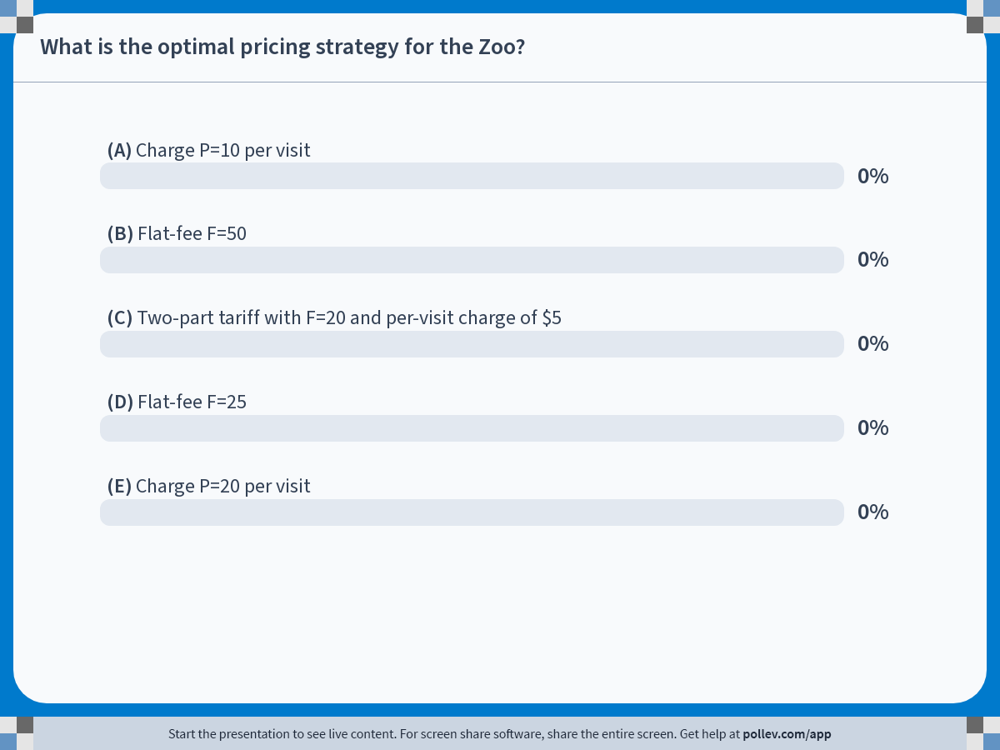 What is the optimal pricing strategy for the Zoo?
(A) Charge P=10 per visit
0%
(B) Flat-fee F=50
0%
(C) Two-part tariff with F=20 and per-visit charge of $5
0%
(D) Flat-fee F=25
0%
(E) Charge P=20 per visit
0%
Start the presentation to see live content. For screen share software, share the entire screen. Get help at pollev.com/app